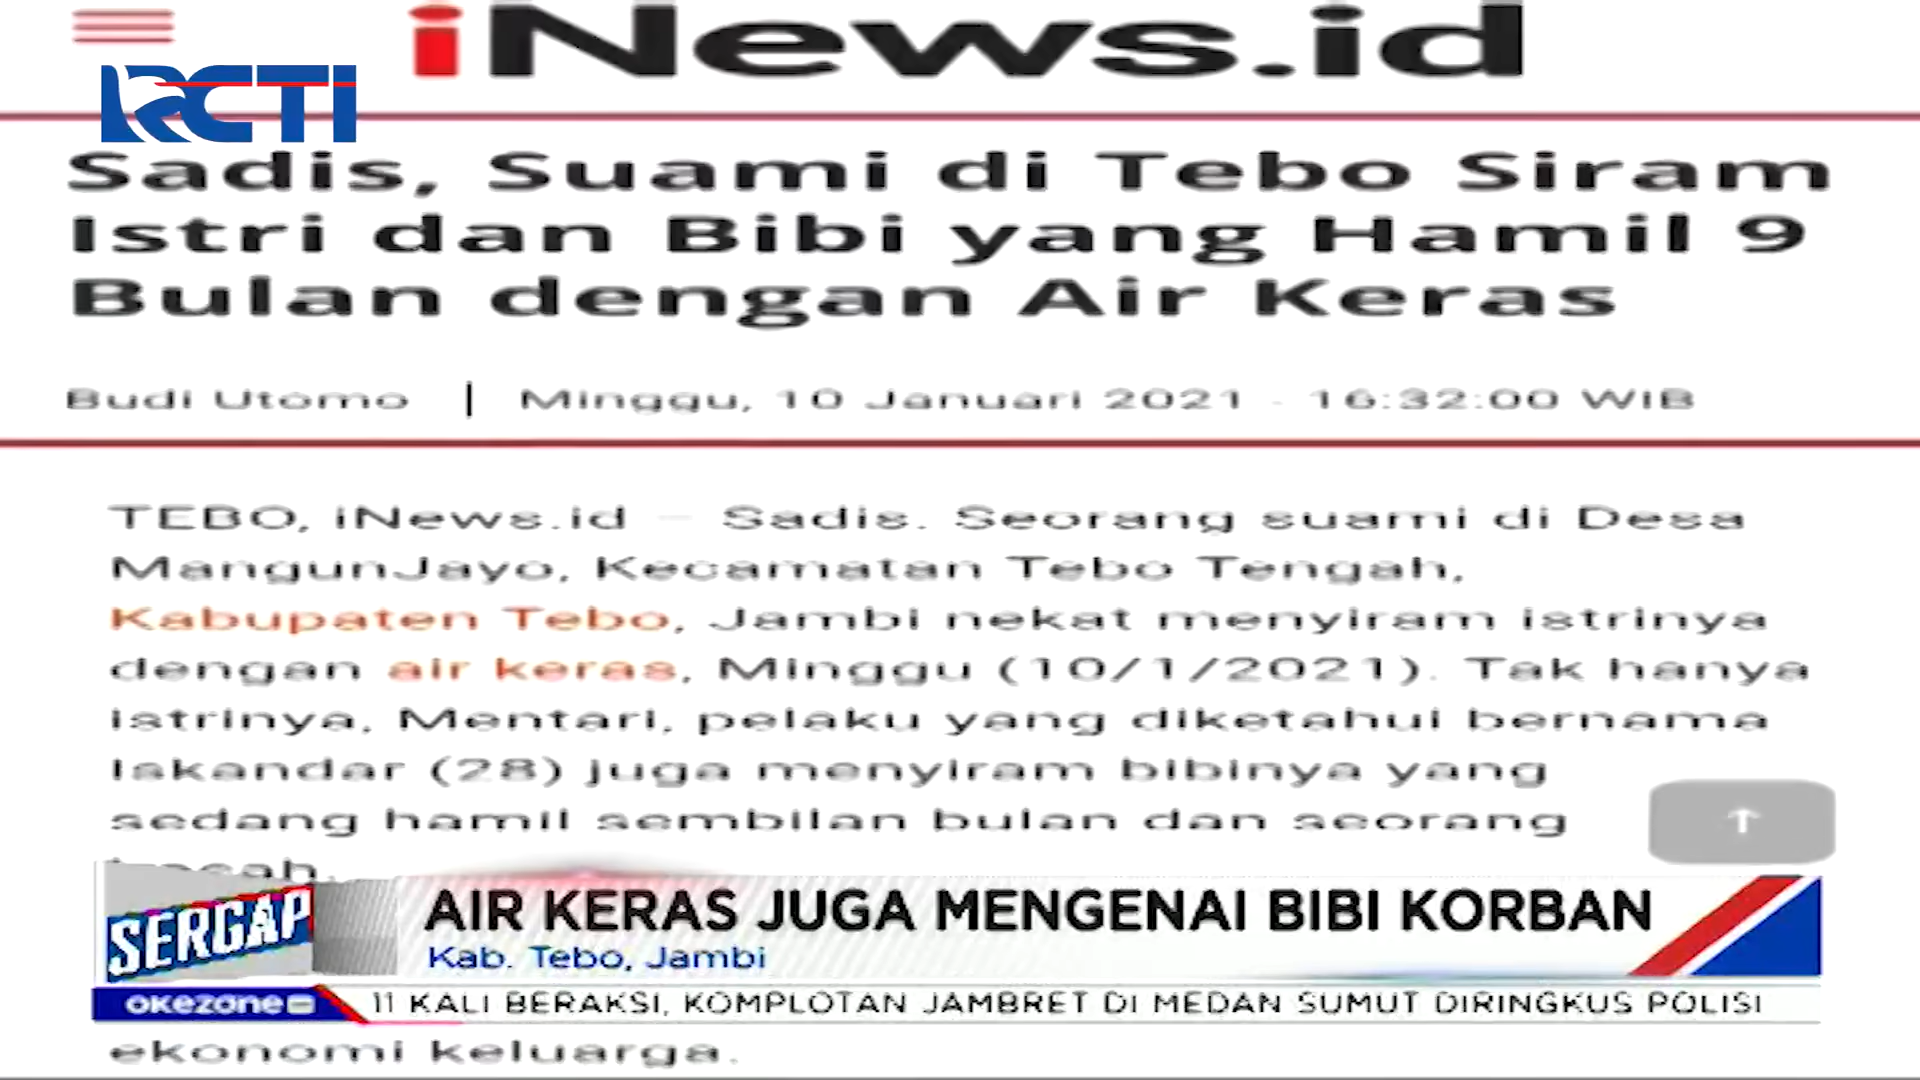 iNews.id
RCTI
Sadis, Suami di Tebo Siram
Istri dan Bibi yang Hamil 9
Bulan dengan Air Keras
Budi Utomo | Minggu, 10 Januari 2021 - 16:32:00 WIB
TEBO, iNews.id – Sadis. Seorang suami di Desa
MangunJayo, Kecamatan Tebo Tengah,
Kabupaten Tebo, Jambi nekat menyiram istrinya
dengan air keras, Minggu (10/1/2021). Tak hanya
istrinya, Mentari, pelaku yang diketahui bernama
Iskandar (28) juga menyiram bibinya yang
sedang hamil sembilan bulan dan seorang
SERGAP
AIR KERAS JUGA MENGENAI BIBI KORBAN
Kab. Tebo, Jambi
okezone
11 KALI BERAKSI, KOMPLOTAN JAMBRET DI MEDAN SUMUT DIRINGKUS POLISI
ekonomi keluarga.